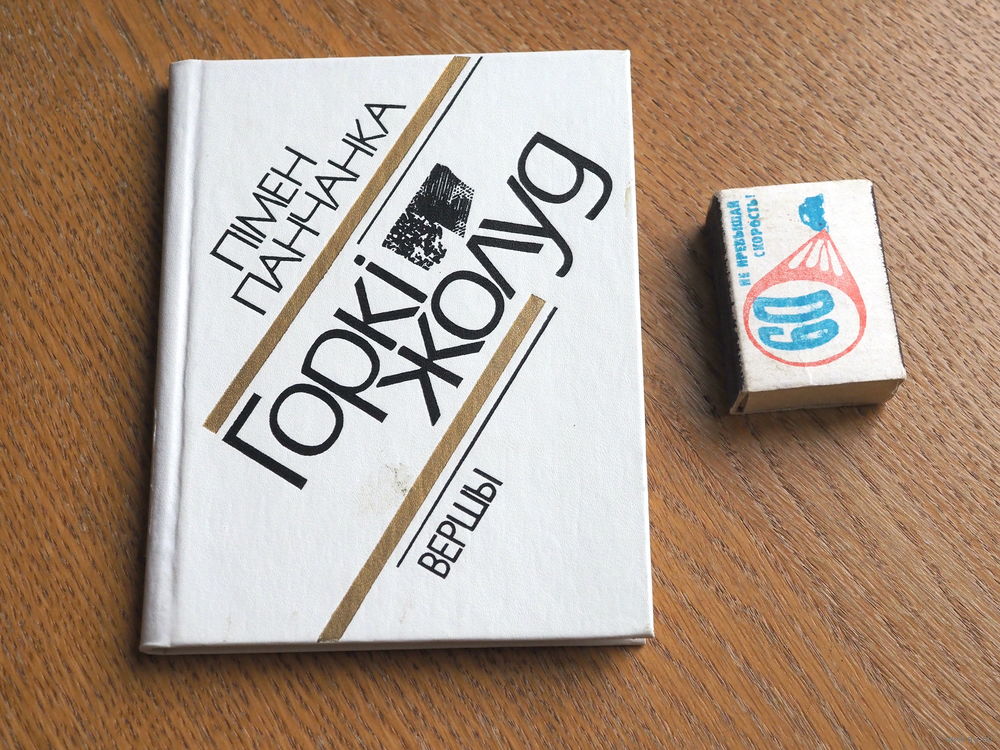 ПІМЕН
ПАНЧАНКА
Горкі
жолуд
ВЕРШЫ
НЕ ПРЕВЫШАЙ
СКОРОСТЬ!
60